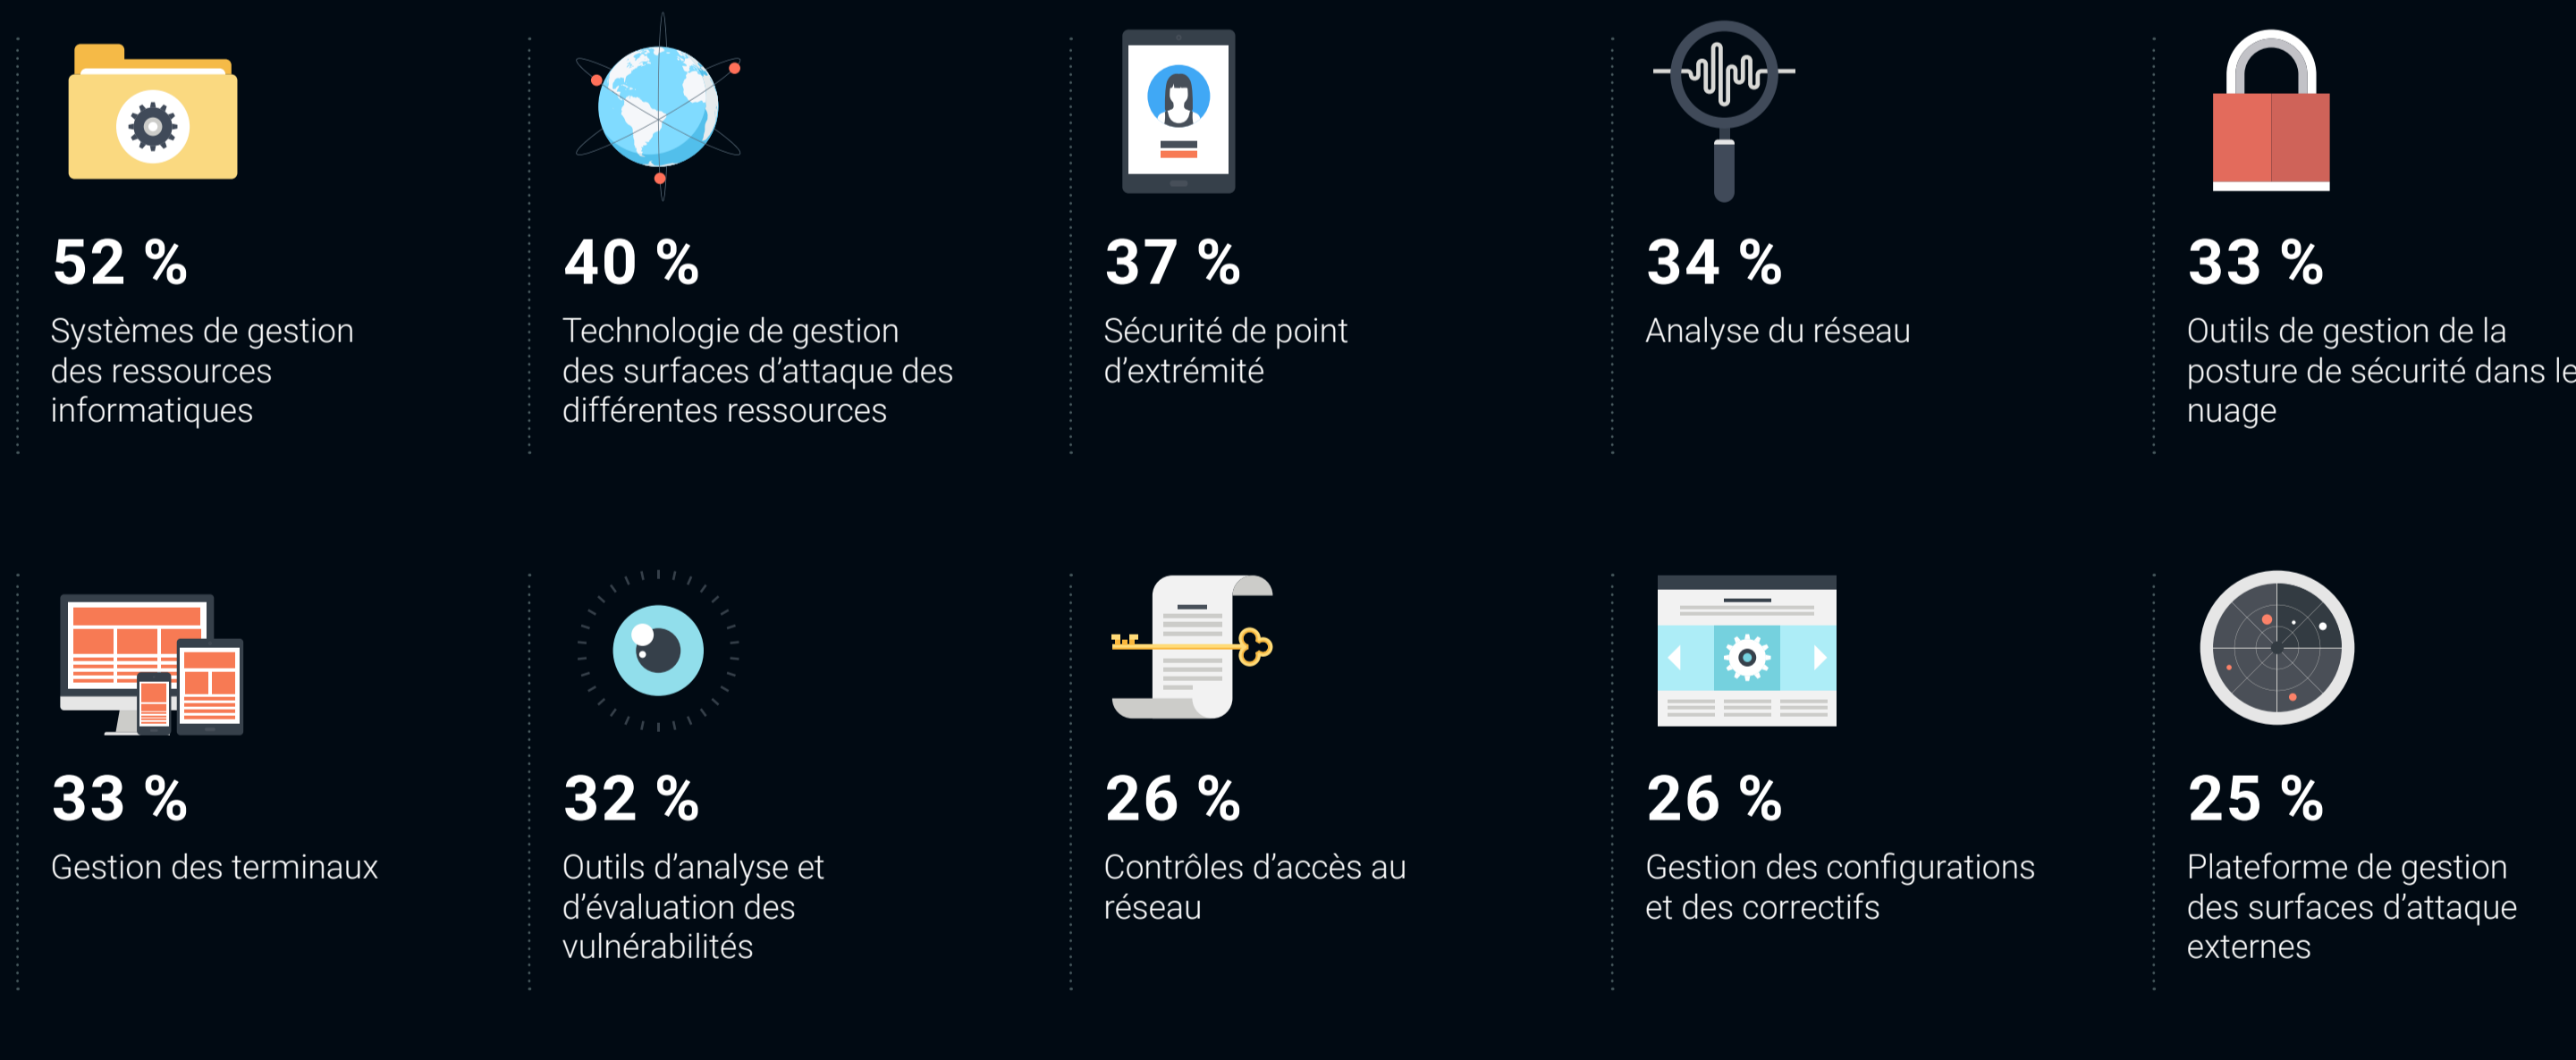 52 %
Systèmes de gestion
des ressources
informatiques
40 %
Technologie de gestion
des surfaces d’attaque des
différentes ressources
37 %
Sécurité de point
d’extrémité
34 %
Analyse du réseau
33 %
Outils de gestion de la
posture de sécurité dans le
nuage
33 %
Gestion des terminaux
32 %
Outils d’analyse et
d’évaluation des
vulnérabilités
26 %
Contrôles d’accès au
réseau
26 %
Gestion des configurations
et des correctifs
25 %
Plateforme de gestion
des surfaces d’attaque
externes